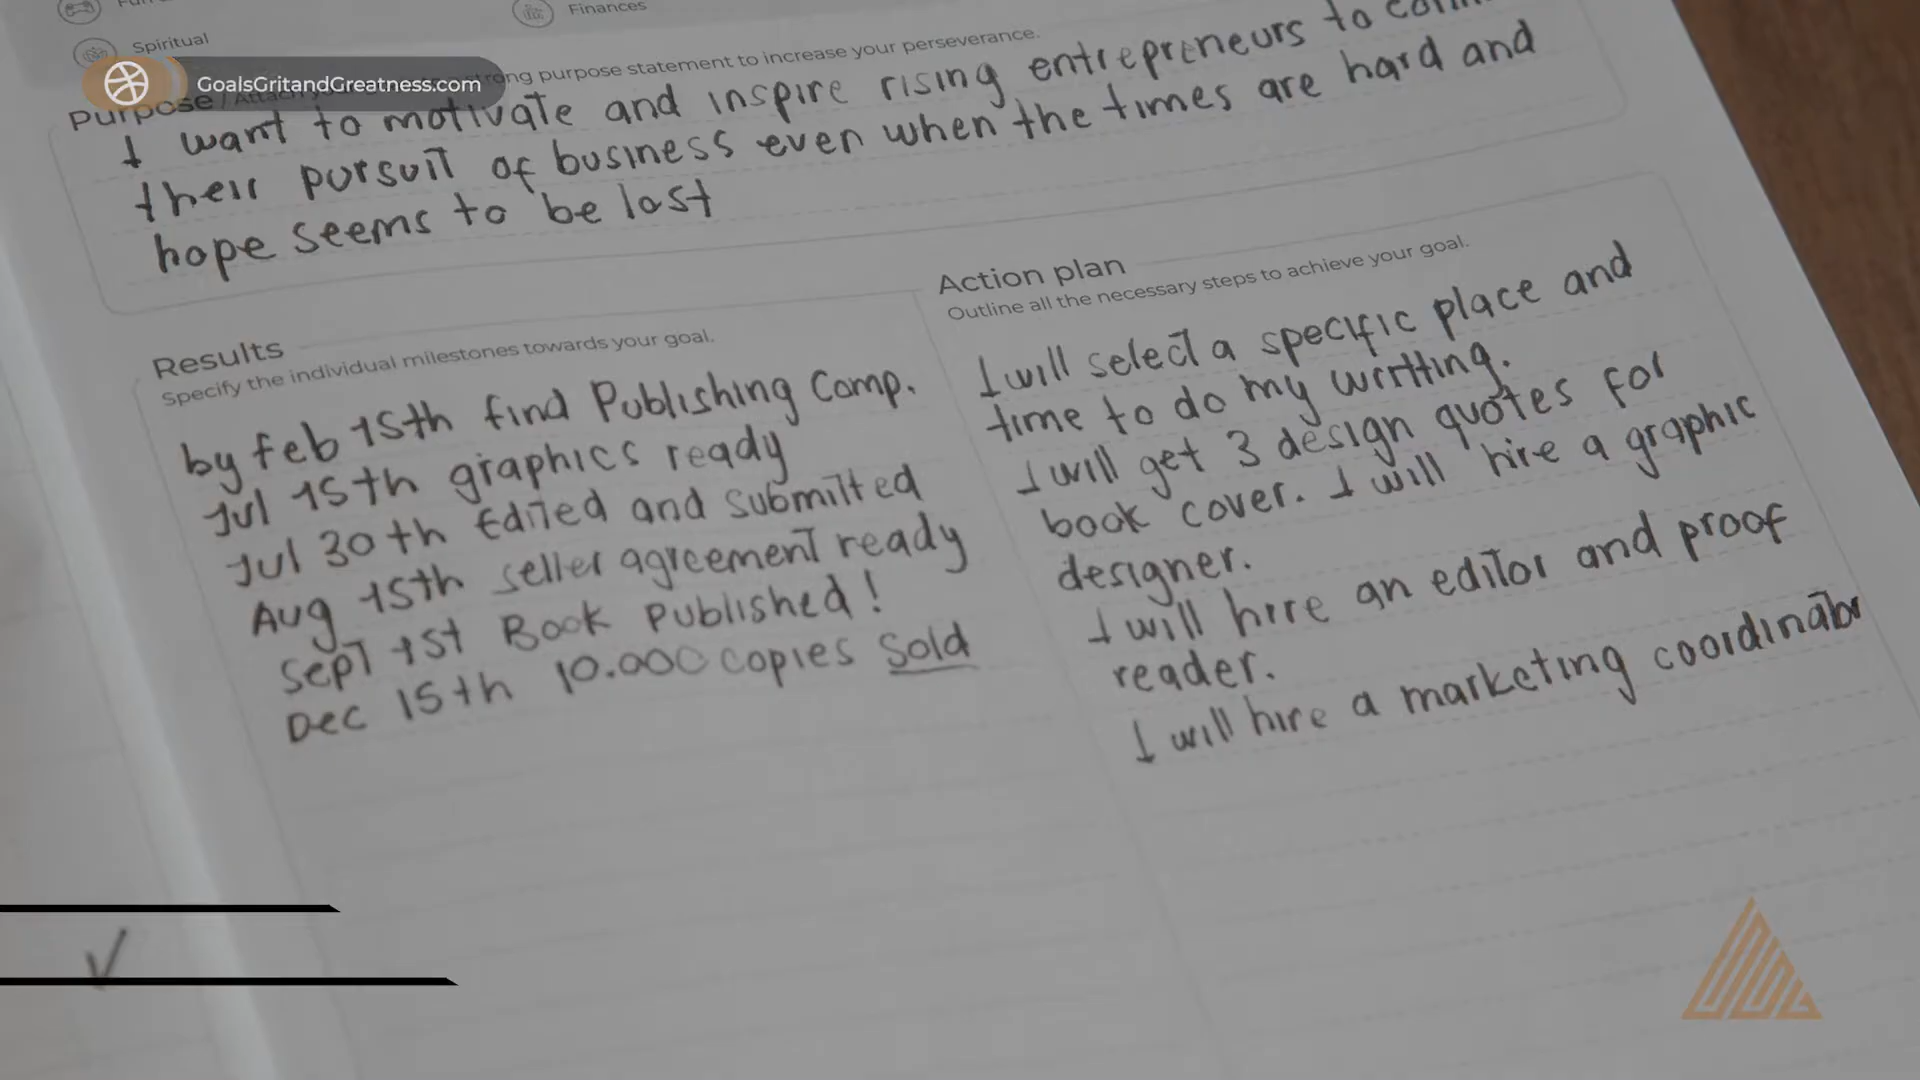 Finances
Spiritual
GoalsGritandGreatness.com
Purpose / Attach strong purpose statement to increase your perseverance.
I want to motivate and inspire rising entrepreneurs to
their pursuit of business even when the times are hard and
hope seems to be lost
Results
Specify the individual milestones towards your goal.
by feb 15th find Publishing Comp.
Jul 15th graphics ready
Jul 30th Edited and submitted
Aug 15th seller agreement ready
Sept 1st Book Published!
Dec 15th 10.000 copies sold
Action plan
Outline all the necessary steps to achieve your goal.
I will select a specific place and
time to do my writting.
I will get 3 design quotes for
book cover. I will hire a graphic
designer.
I will hire an editor and proof
reader.
I will hire a marketing coordinator